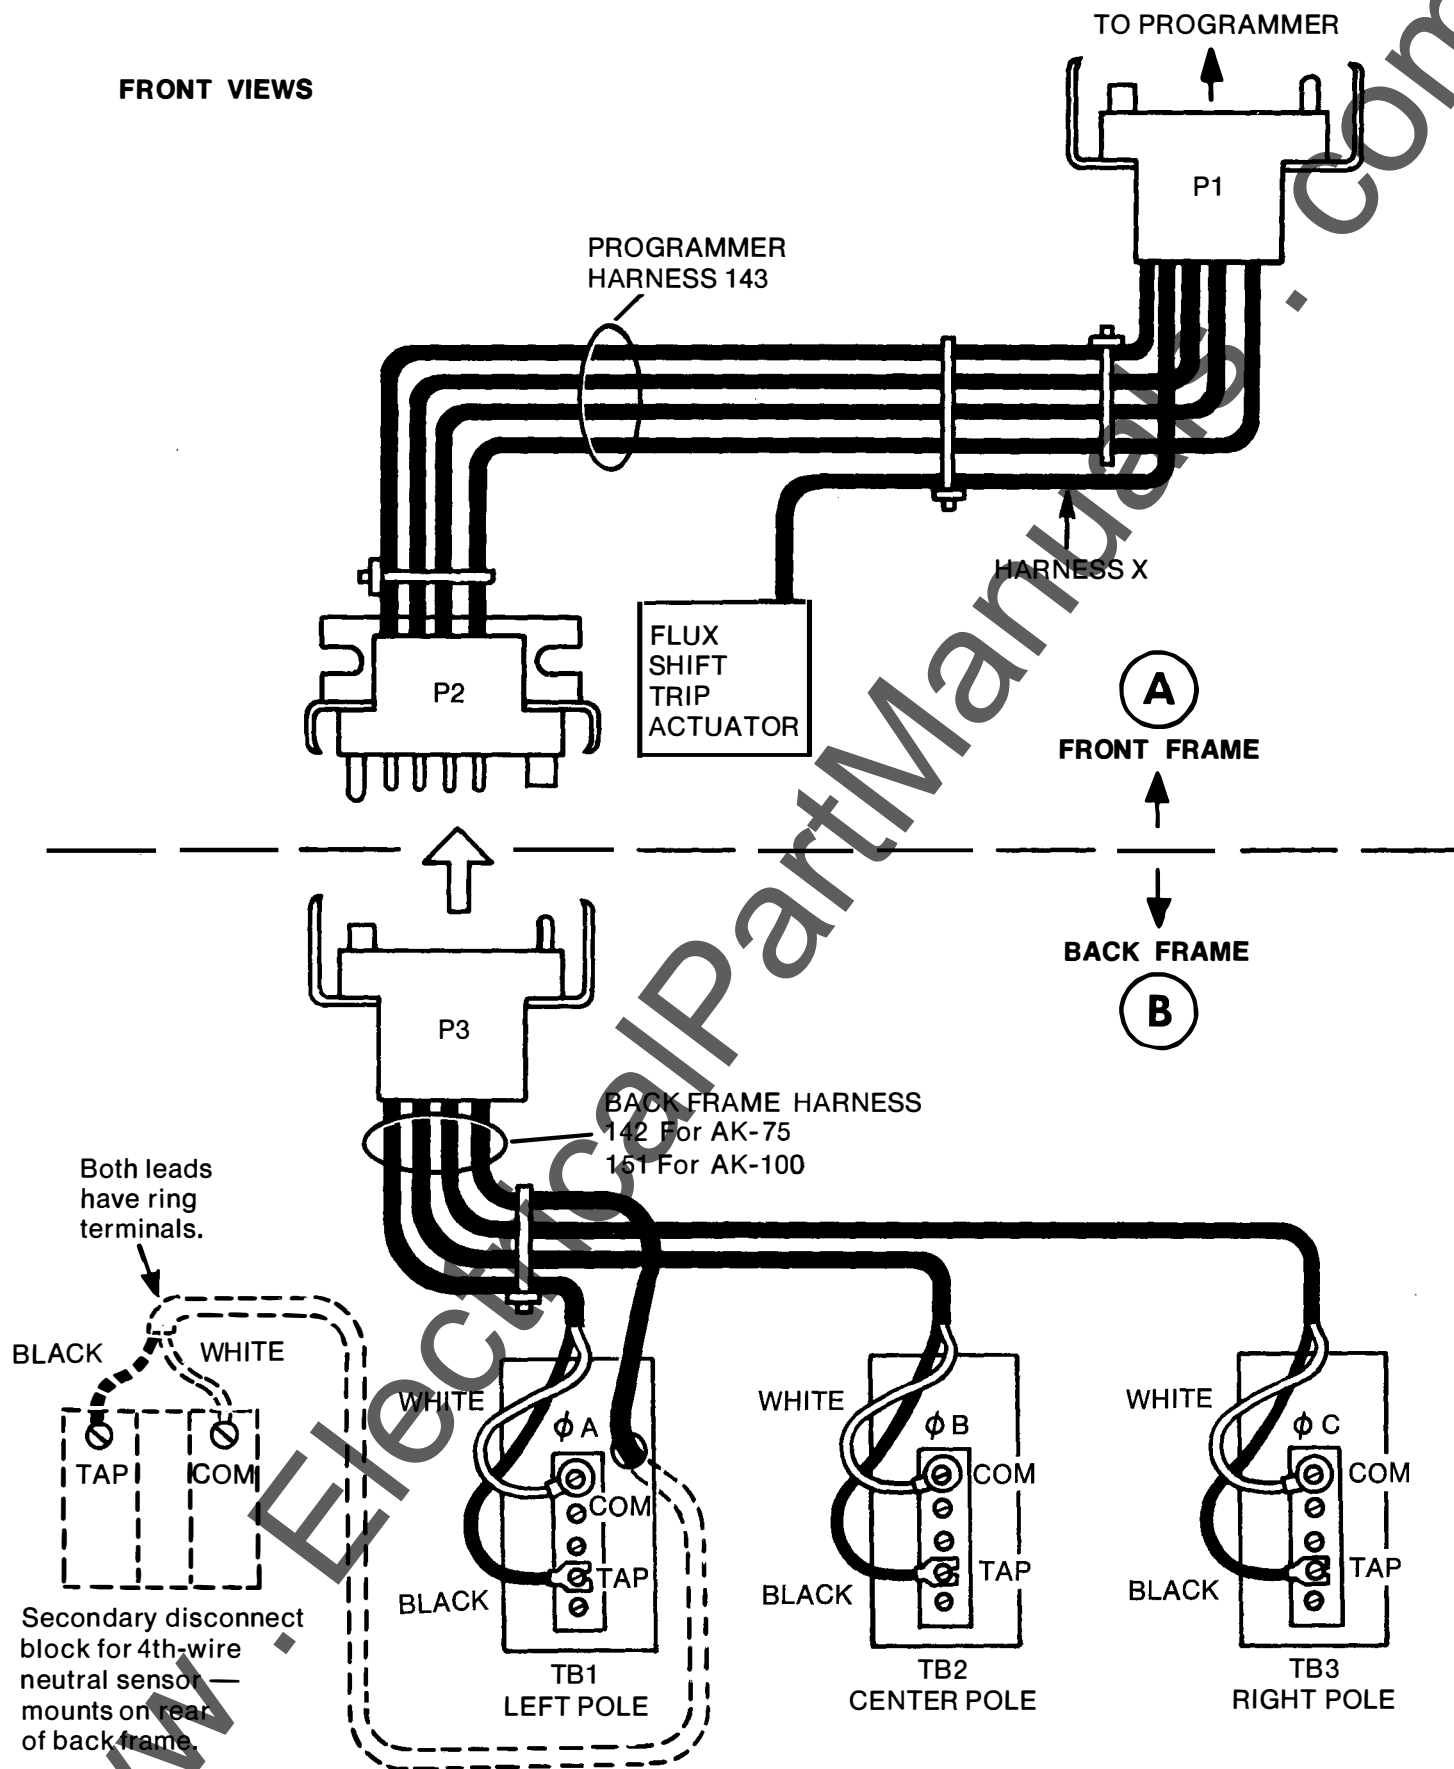 TO PROGRAMMER
FRONT VIEWS
P1
PROGRAMMER
HARNESS 143
HARNESS X
FLUX
SHIFT
TRIP
ACTUATOR
P2
A
FRONT FRAME
BACK FRAME
B
P3
BACK FRAME HARNESS
142 For AK-75
151 For AK-100
Both leads
have ring
terminals.
BLACK
WHITE
TAP
COM
Secondary disconnect
block for 4th-wire
neutral sensor —
mounts on rear
of back frame.
WHITE
ϕ A
COM
TAP
BLACK
TB1
LEFT POLE
WHITE
ϕ B
COM
TAP
BLACK
TB2
CENTER POLE
WHITE
ϕ C
COM
TAP
BLACK
TB3
RIGHT POLE
w . ElectricalPartManuals . com